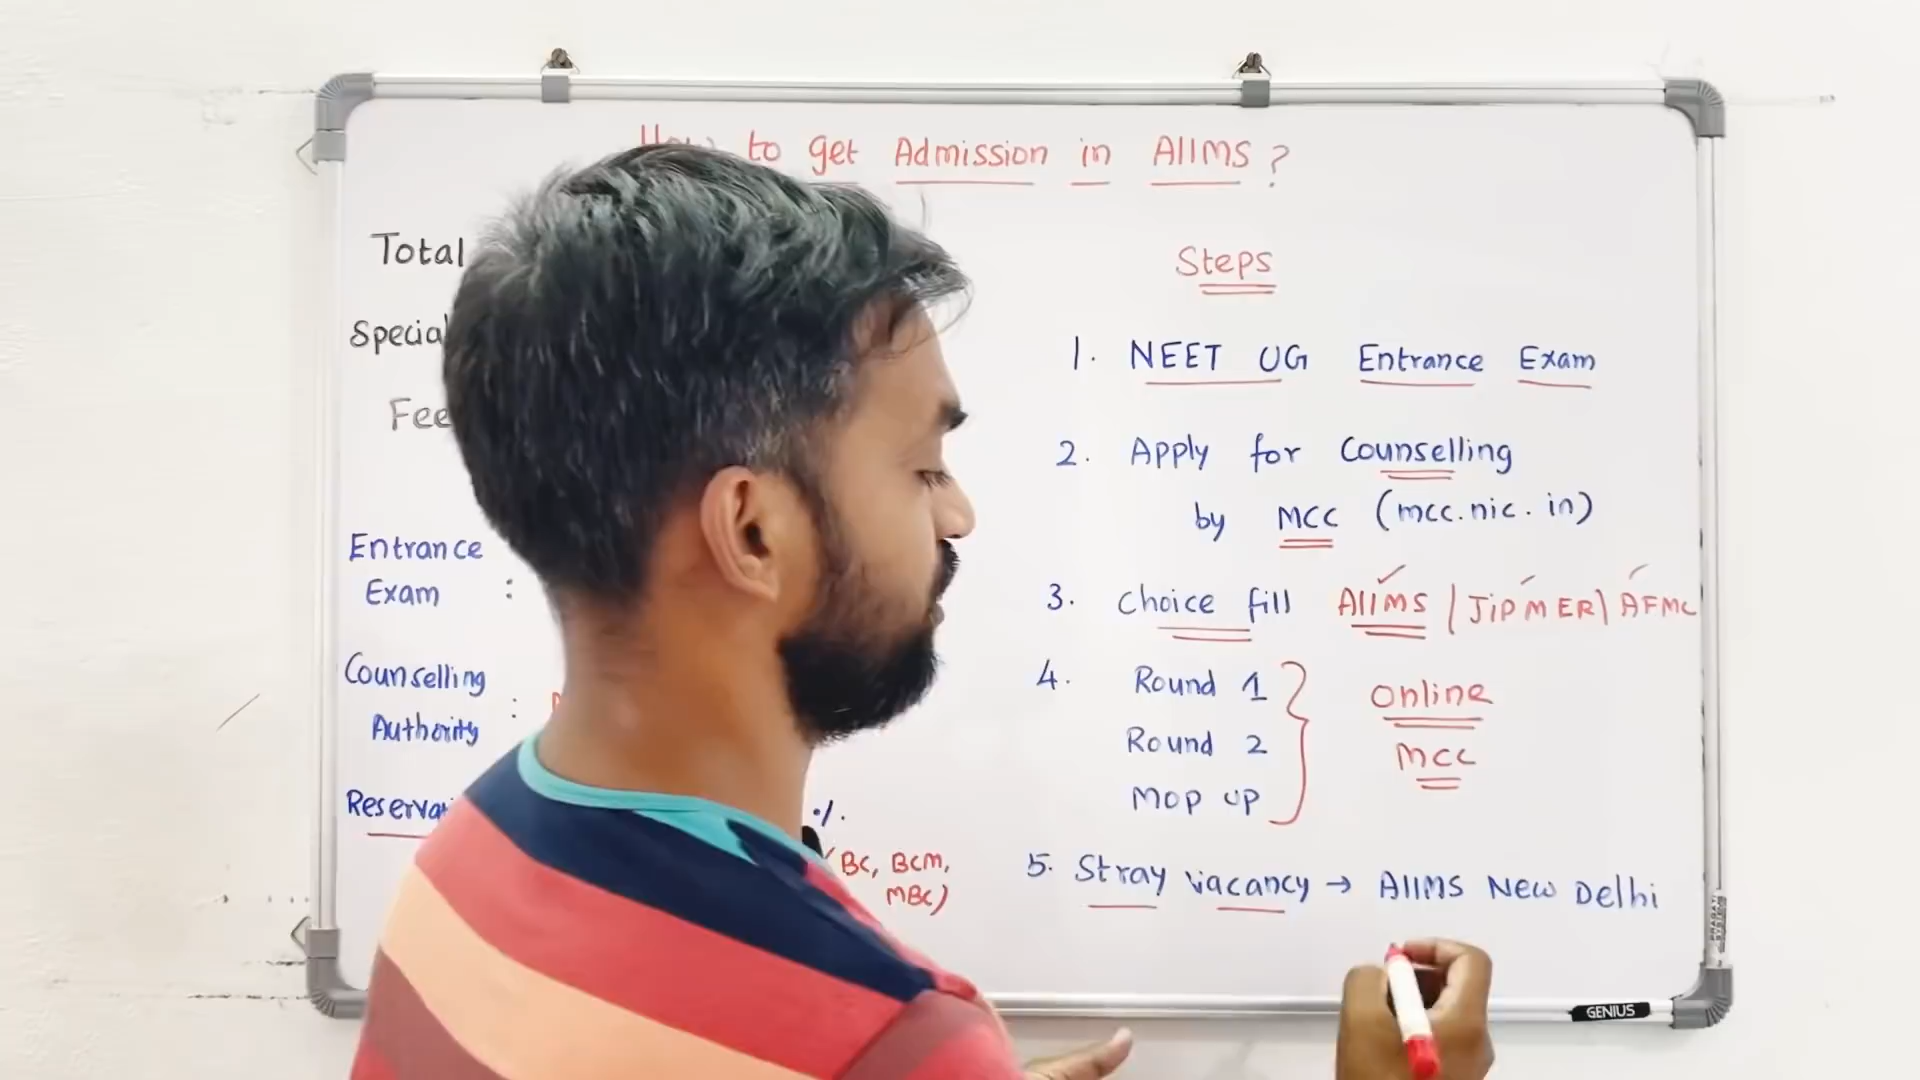 How to get Admission in AIIMS ?
Total
Fee
Entrance
Exam :
Counselling
Authority :
./.
(BC, BCM,
MBC)
Steps
1. NEET UG Entrance Exam
2. Apply for Counselling
by MCC (mcc.nic.in)
3. Choice fill AIIMS / JiPMER \ AFMC
4. Round 1
Round 2
Mop up
Online
MCC
5. Stray vacancy → AIIMS New Delhi
GENIUS